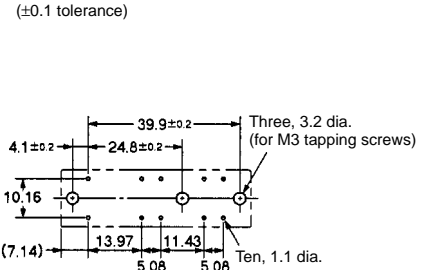 (±0.1 tolerance)
39.9±0.2
Three, 3.2 dia.
(for M3 tapping screws)
4.1±0.2
24.8±0.2
10.16
(7.14)
13.97
11.43
5.08
5.08
Ten, 1.1 dia.